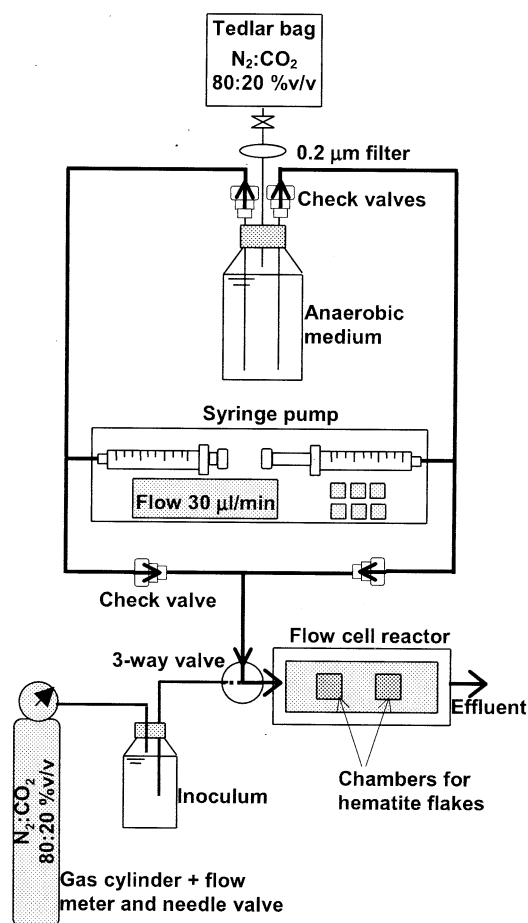 Tedlar bag
N₂:CO₂
80:20 %v/v
0.2 µm filter
Check valves
Anaerobic
medium
Syringe pump
Flow 30 µl/min
Check valve
Flow cell reactor
3-way valve
Effluent
Inoculum
Chambers for
hematite flakes
N₂:CO₂
80:20 %v/v
Gas cylinder + flow
meter and needle valve